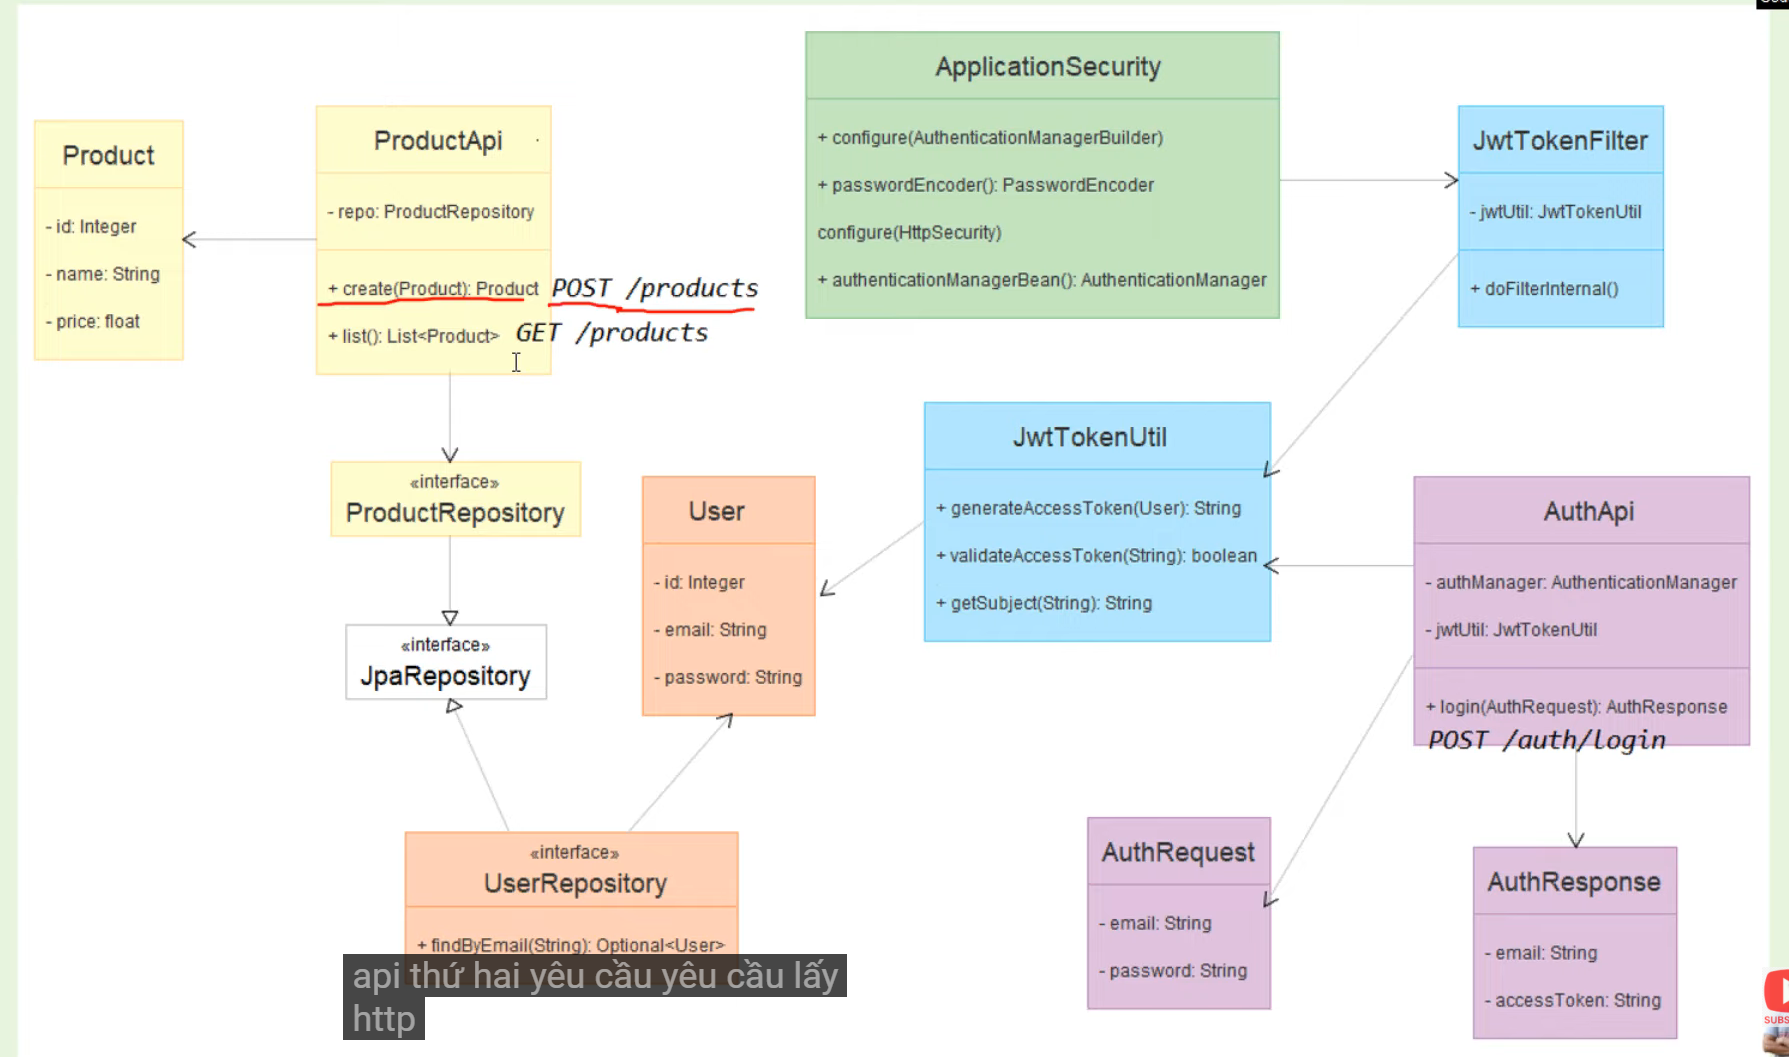 Product
- id: Integer
- name: String
- price: float
ProductApi
- repo: ProductRepository
+ create(Product): Product
POST /products
+ list(): List<Product>
GET /products
«interface»
ProductRepository
«interface»
JpaRepository
ApplicationSecurity
+ configure(AuthenticationManagerBuilder)
+ passwordEncoder(): PasswordEncoder
configure(HttpSecurity)
+ authenticationManagerBean(): AuthenticationManager
JwtTokenFilter
- jwtUtil: JwtTokenUtil
+ doFilterInternal()
JwtTokenUtil
+ generateAccessToken(User): String
+ validateAccessToken(String): boolean
+ getSubject(String): String
User
- id: Integer
- email: String
- password: String
AuthApi
- authManager: AuthenticationManager
- jwtUtil: JwtTokenUtil
+ login(AuthRequest): AuthResponse
POST /auth/login
«interface»
UserRepository
+ findByEmail(String): Optional<User>
AuthRequest
- email: String
- password: String
AuthResponse
- email: String
- accessToken: String
api thứ hai yêu cầu yêu cầu lấy
http
SUBS